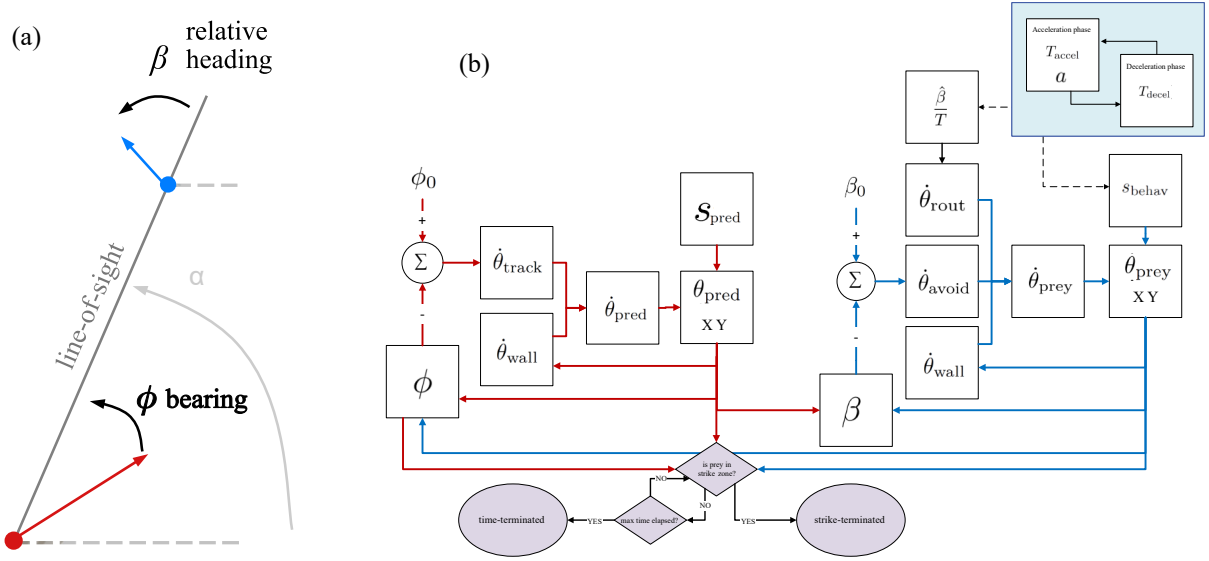 (a)
relative
β heading
line-of-sight
α
ϕ bearing
(b)
Acceleration phase
T_accel
a
Deceleration phase
T_decel
β̂
T
s_behav
ϕ₀
+
Σ
-
θ̇_track
θ̇_wall
θ̇_pred
s_pred
θ_pred
X Y
ϕ
β₀
+
Σ
-
θ̇_rout
θ̇_avoid
θ̇_wall
θ̇_prey
θ_prey
X Y
β
is prey in
strike zone?
NO
NO
max time elapsed?
YES
YES
time-terminated
strike-terminated